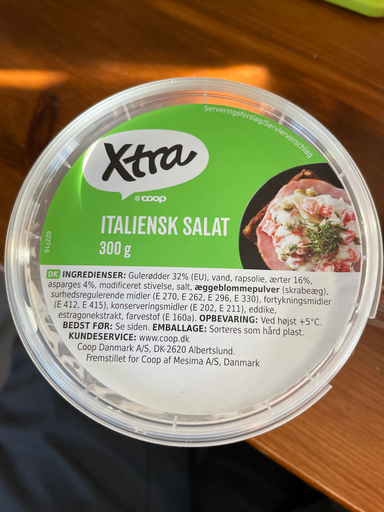 Serveringsforslag/Serviervorschlag
Xtra
coop
ITALIENSK SALAT
300 g
822716
DK INGREDIENSER: Gulerødder 32% (EU), vand, rapsolie, ærter 16%,
asparges 4%, modificeret stivelse, salt, æggeblommepulver (skrabeæg),
surhedsregulerende midler (E 270, E 262, E 296, E 330), fortykningsmidler
(E 412, E 415), konserveringsmidler (E 202, E 211), eddike,
estragonekstrakt, farvestof (E 160a). OPBEVARING: Ved højst +5°C.
BEDST FØR: Se siden. EMBALLAGE: Sorteres som hård plast.
KUNDESERVICE: www.coop.dk
Coop Danmark A/S, DK-2620 Albertslund.
Fremstillet for Coop af Mesima A/S, Danmark